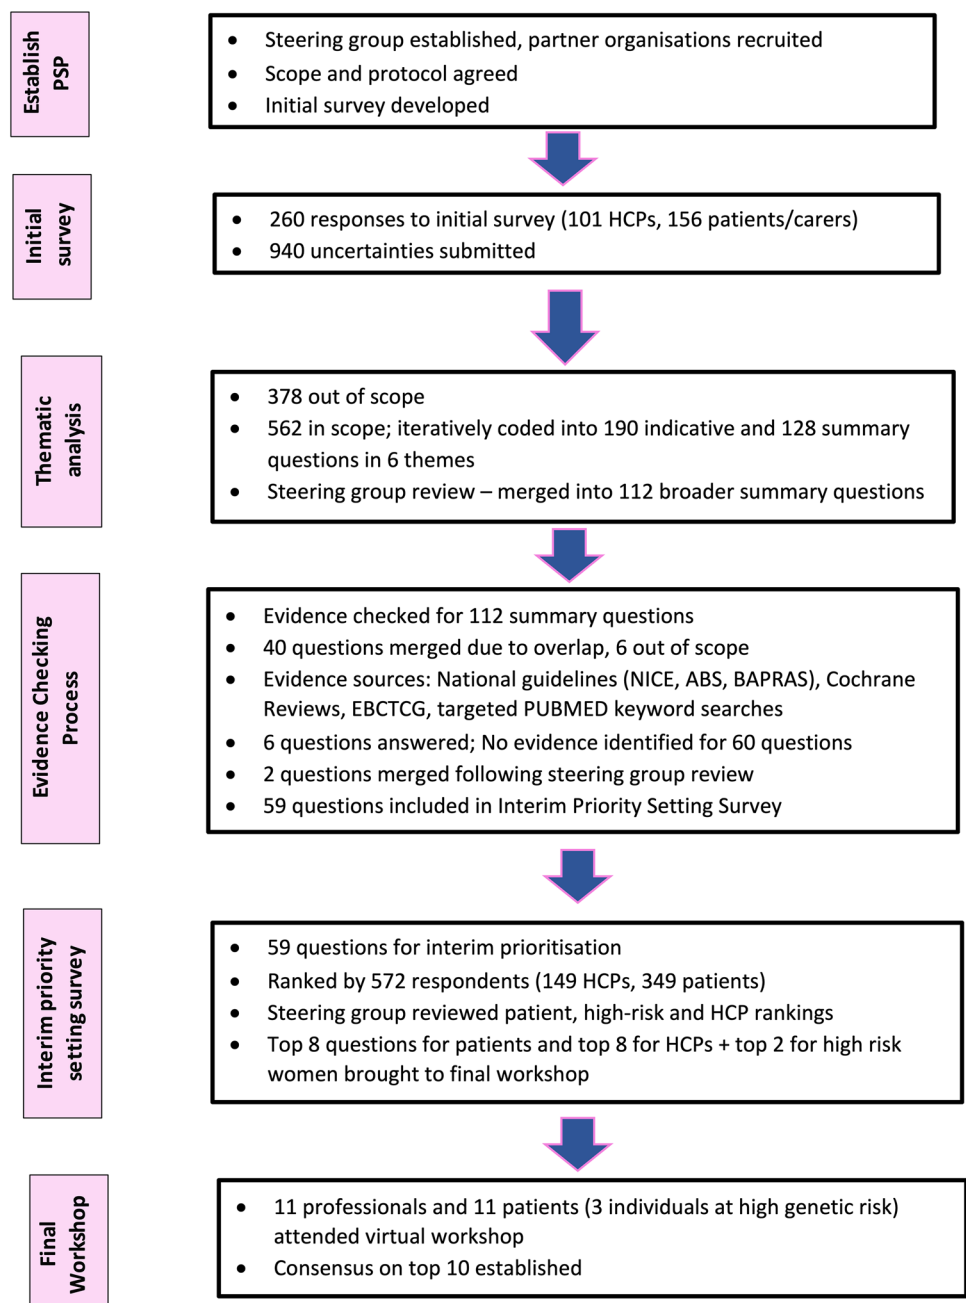 Establish
PSP
• Steering group established, partner organisations recruited
• Scope and protocol agreed
• Initial survey developed
Initial
survey
• 260 responses to initial survey (101 HCPs, 156 patients/carers)
• 940 uncertainties submitted
Thematic
analysis
• 378 out of scope
• 562 in scope; iteratively coded into 190 indicative and 128 summary
questions in 6 themes
• Steering group review – merged into 112 broader summary questions
Evidence Checking
Process
• Evidence checked for 112 summary questions
• 40 questions merged due to overlap, 6 out of scope
• Evidence sources: National guidelines (NICE, ABS, BAPRAS), Cochrane
Reviews, EBCTCG, targeted PUBMED keyword searches
• 6 questions answered; No evidence identified for 60 questions
• 2 questions merged following steering group review
• 59 questions included in Interim Priority Setting Survey
Interim priority
setting survey
• 59 questions for interim prioritisation
• Ranked by 572 respondents (149 HCPs, 349 patients)
• Steering group reviewed patient, high-risk and HCP rankings
• Top 8 questions for patients and top 8 for HCPs + top 2 for high risk
women brought to final workshop
Final
Workshop
• 11 professionals and 11 patients (3 individuals at high genetic risk)
attended virtual workshop
• Consensus on top 10 established